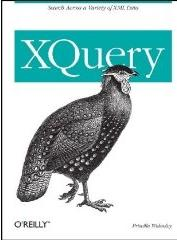 Search Across a Variety of XML Data
XQuery
O'REILLY®
Priscilla Walmsley